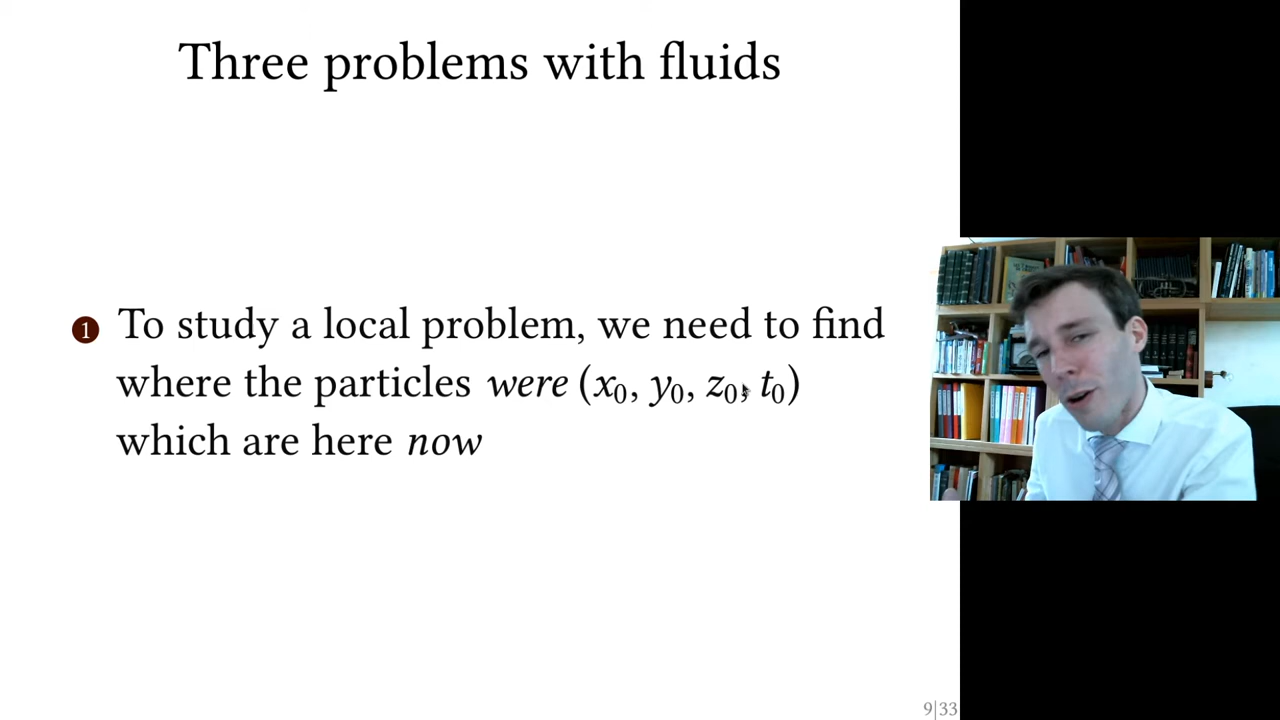 Three problems with fluids
1 To study a local problem, we need to find
where the particles were (x₀, y₀, z₀, t₀)
which are here now
9|33